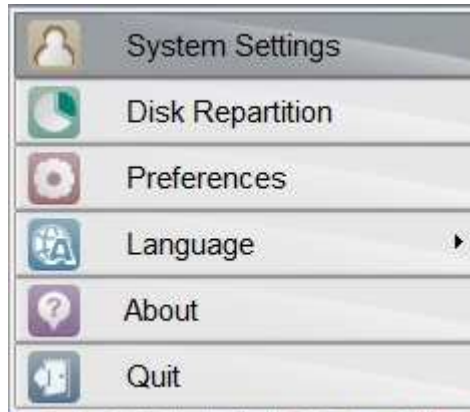 System Settings
Disk Repartition
Preferences
Language
About
Quit